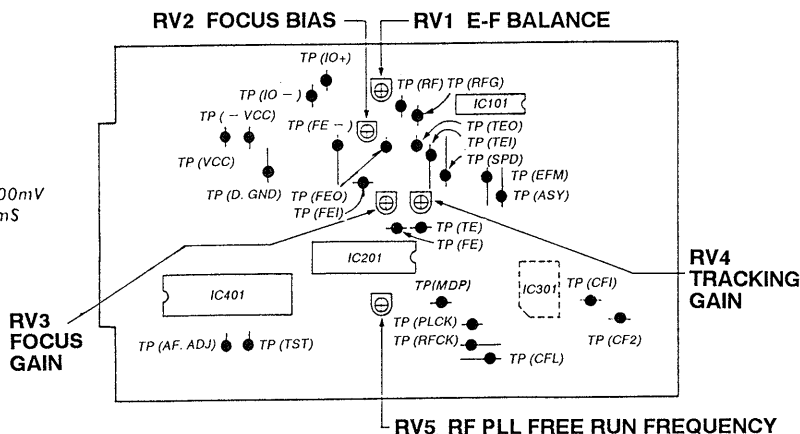 RV2 FOCUS BIAS
RV1 E-F BALANCE
TP (IO+)
TP (IO −)
TP (RF)
TP (RFG)
IC101
TP (− VCC)
TP (FE −)
TP (TEO)
TP (TEI)
TP (SPD)
TP (VCC)
TP (EFM)
TP (D. GND)
TP (FEO)
TP (ASY)
TP (FEI)
00mV
mS
TP (TE)
TP (FE)
IC201
RV4
TRACKING
GAIN
IC401
TP(MDP)
IC301
TP (CFI)
RV3
FOCUS
GAIN
TP (PLCK)
TP (AF. ADJ)
TP (TST)
TP (RFCK)
TP (CF2)
TP (CFL)
RV5 RF PLL FREE RUN FREQUENCY